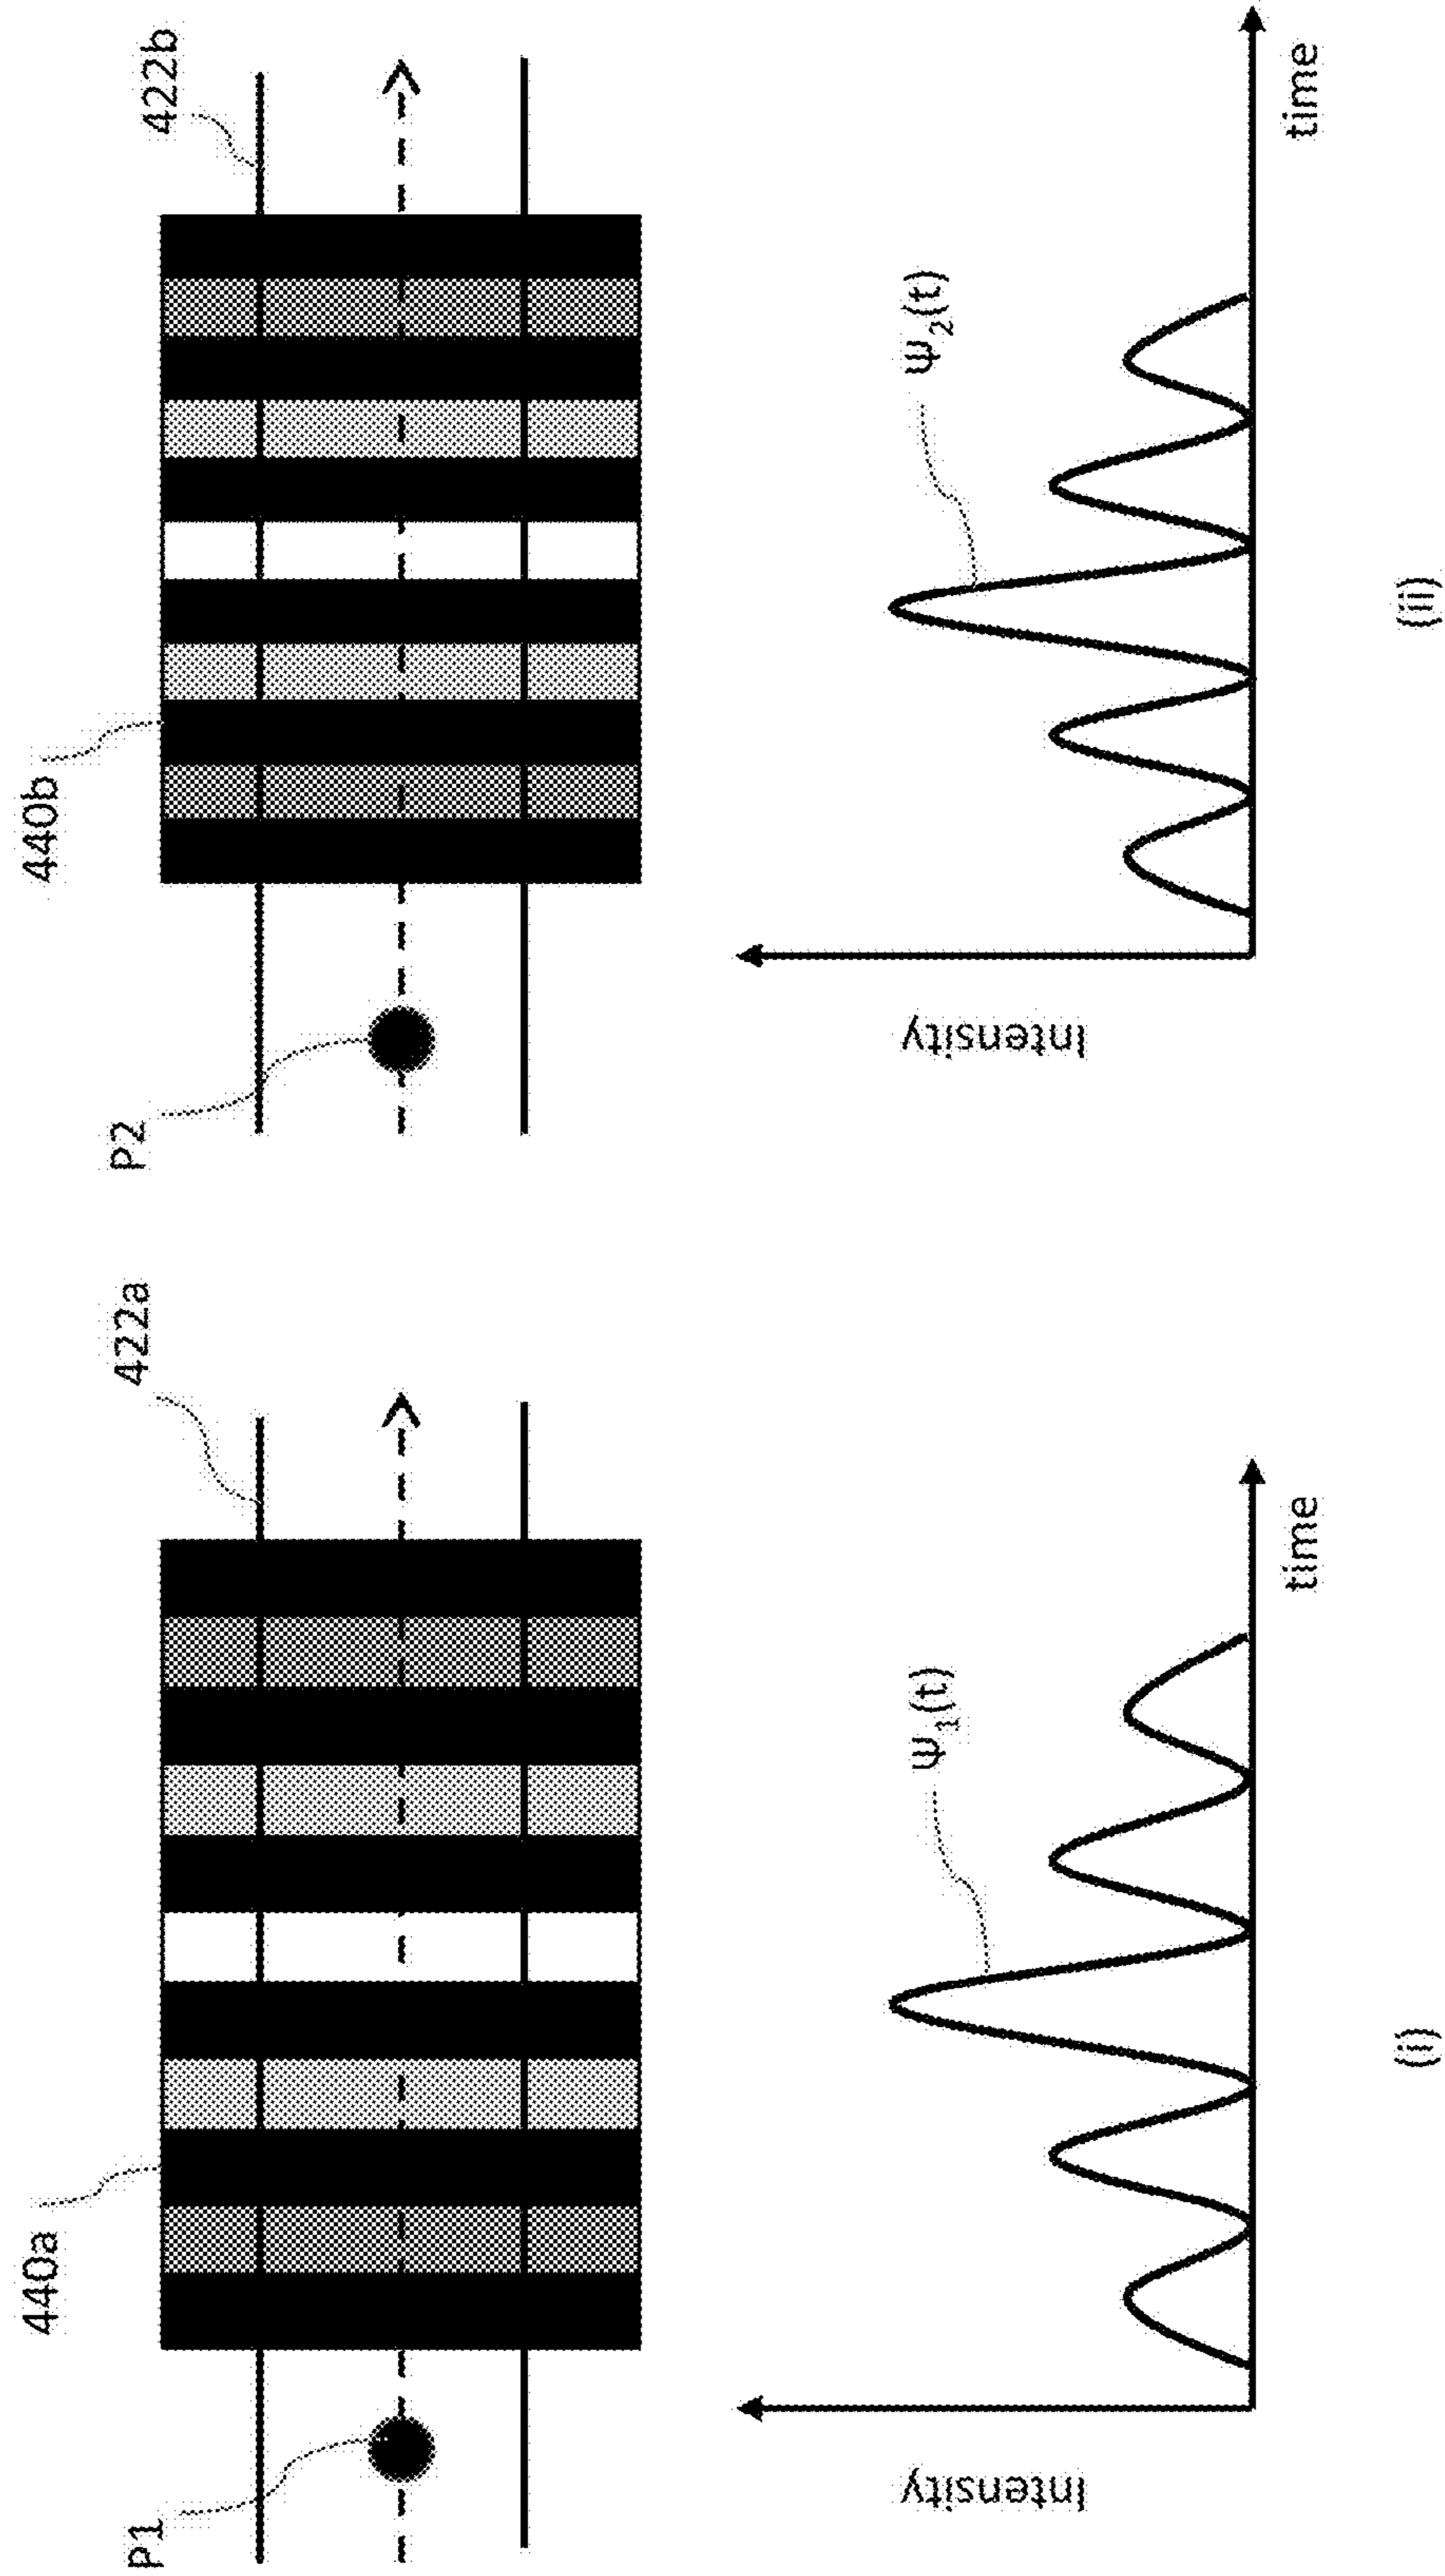 440a
422a
P1
Intensity
Ψ₁(t)
time
(i)
440b
422b
P2
Intensity
Ψ₂(t)
time
(ii)